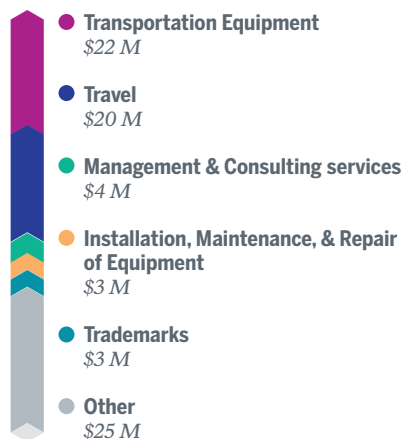 Transportation Equipment
$22 M
Travel
$20 M
Management & Consulting services
$4 M
Installation, Maintenance, & Repair
of Equipment
$3 M
Trademarks
$3 M
Other
$25 M